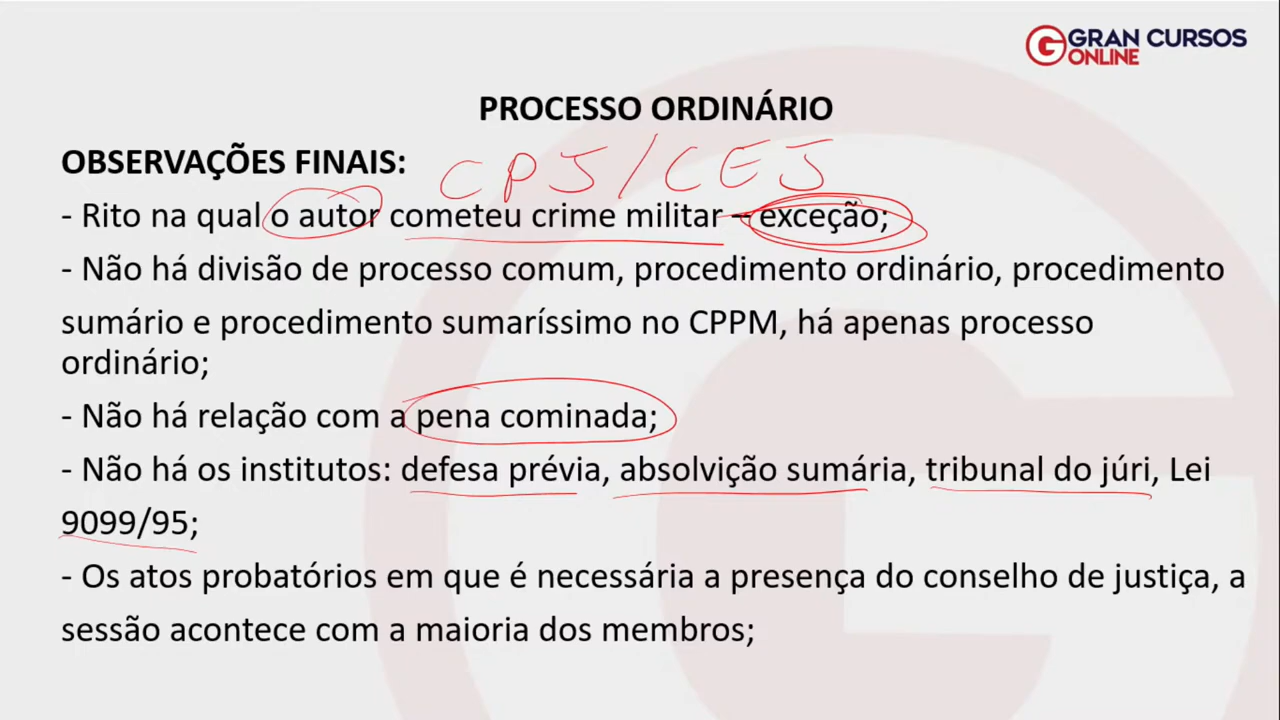 GRAN CURSOS
ONLINE
PROCESSO ORDINÁRIO
OBSERVAÇÕES FINAIS:
CPJ/CEJ
- Rito na qual o autor cometeu crime militar – exceção;
- Não há divisão de processo comum, procedimento ordinário, procedimento
sumário e procedimento sumaríssimo no CPPM, há apenas processo
ordinário;
- Não há relação com a pena cominada;
- Não há os institutos: defesa prévia, absolvição sumária, tribunal do júri, Lei
9099/95;
- Os atos probatórios em que é necessária a presença do conselho de justiça, a
sessão acontece com a maioria dos membros;